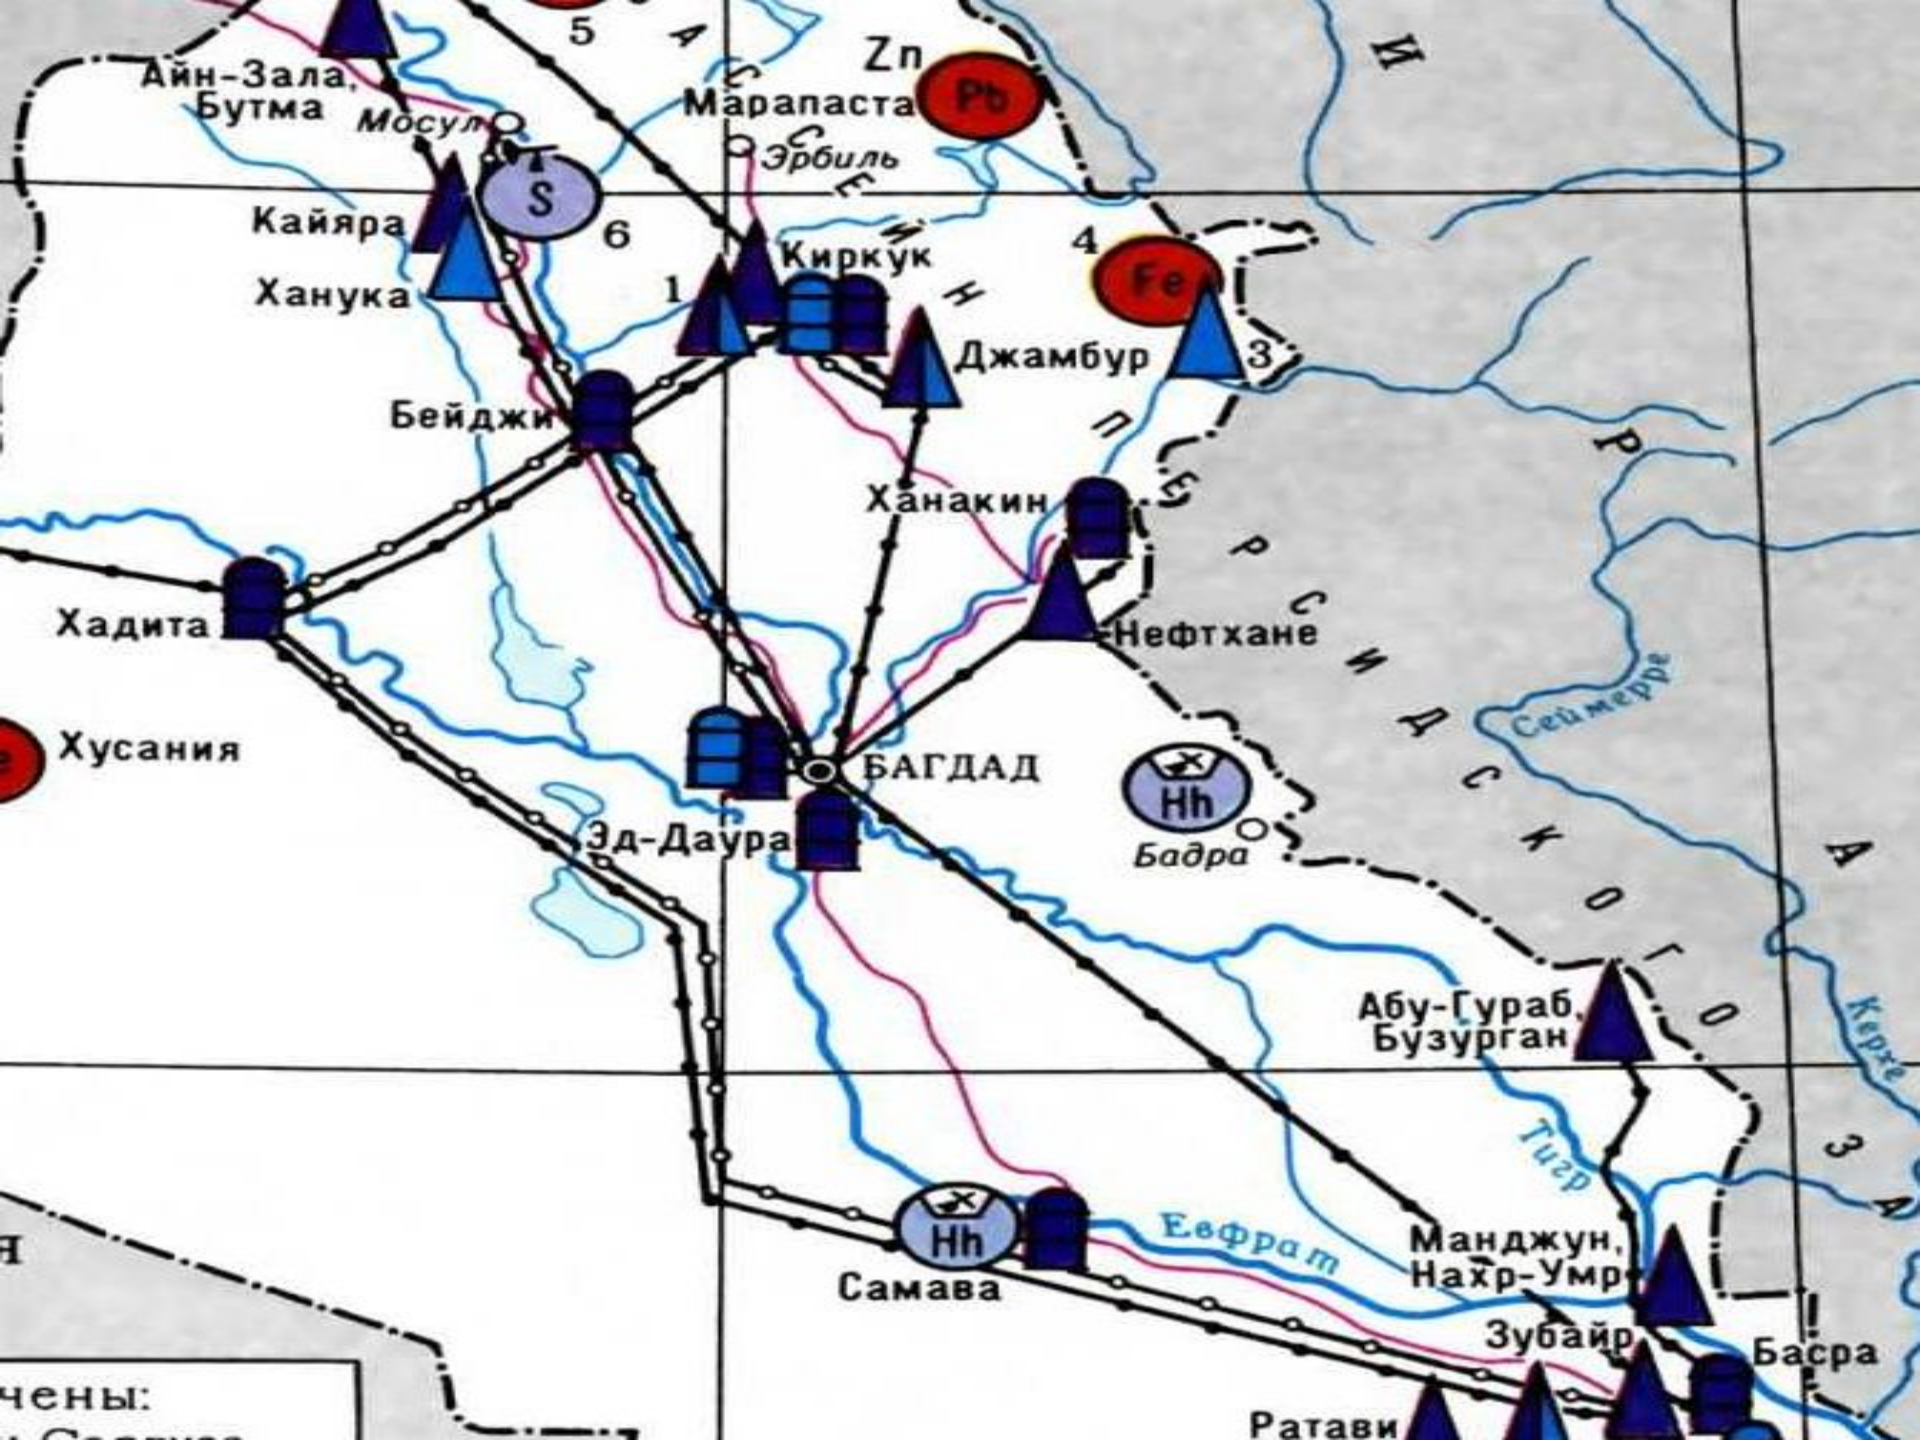 5
Zn
Pb
Айн-Зала,
Бутма
Мосул
Марапаста
Эрбиль
S
6
Кайяра
Ханука
Киркук
1
4
Fe
3
Джамбур
Бейджи
Ханакин
Хадита
Нефтхане
Сеймерре
Хусания
БАГДАД
Hh
Бадра
Эд-Даура
П Е Р С И Д С К О Г О
И
Р
А
З
А
Абу-Гураб,
Бузурган
Керхе
Тигр
Hh
Евфрат
Самава
Манджун,
Нахр-Умр
Зубайр
Басра
Ратави
я
чены: